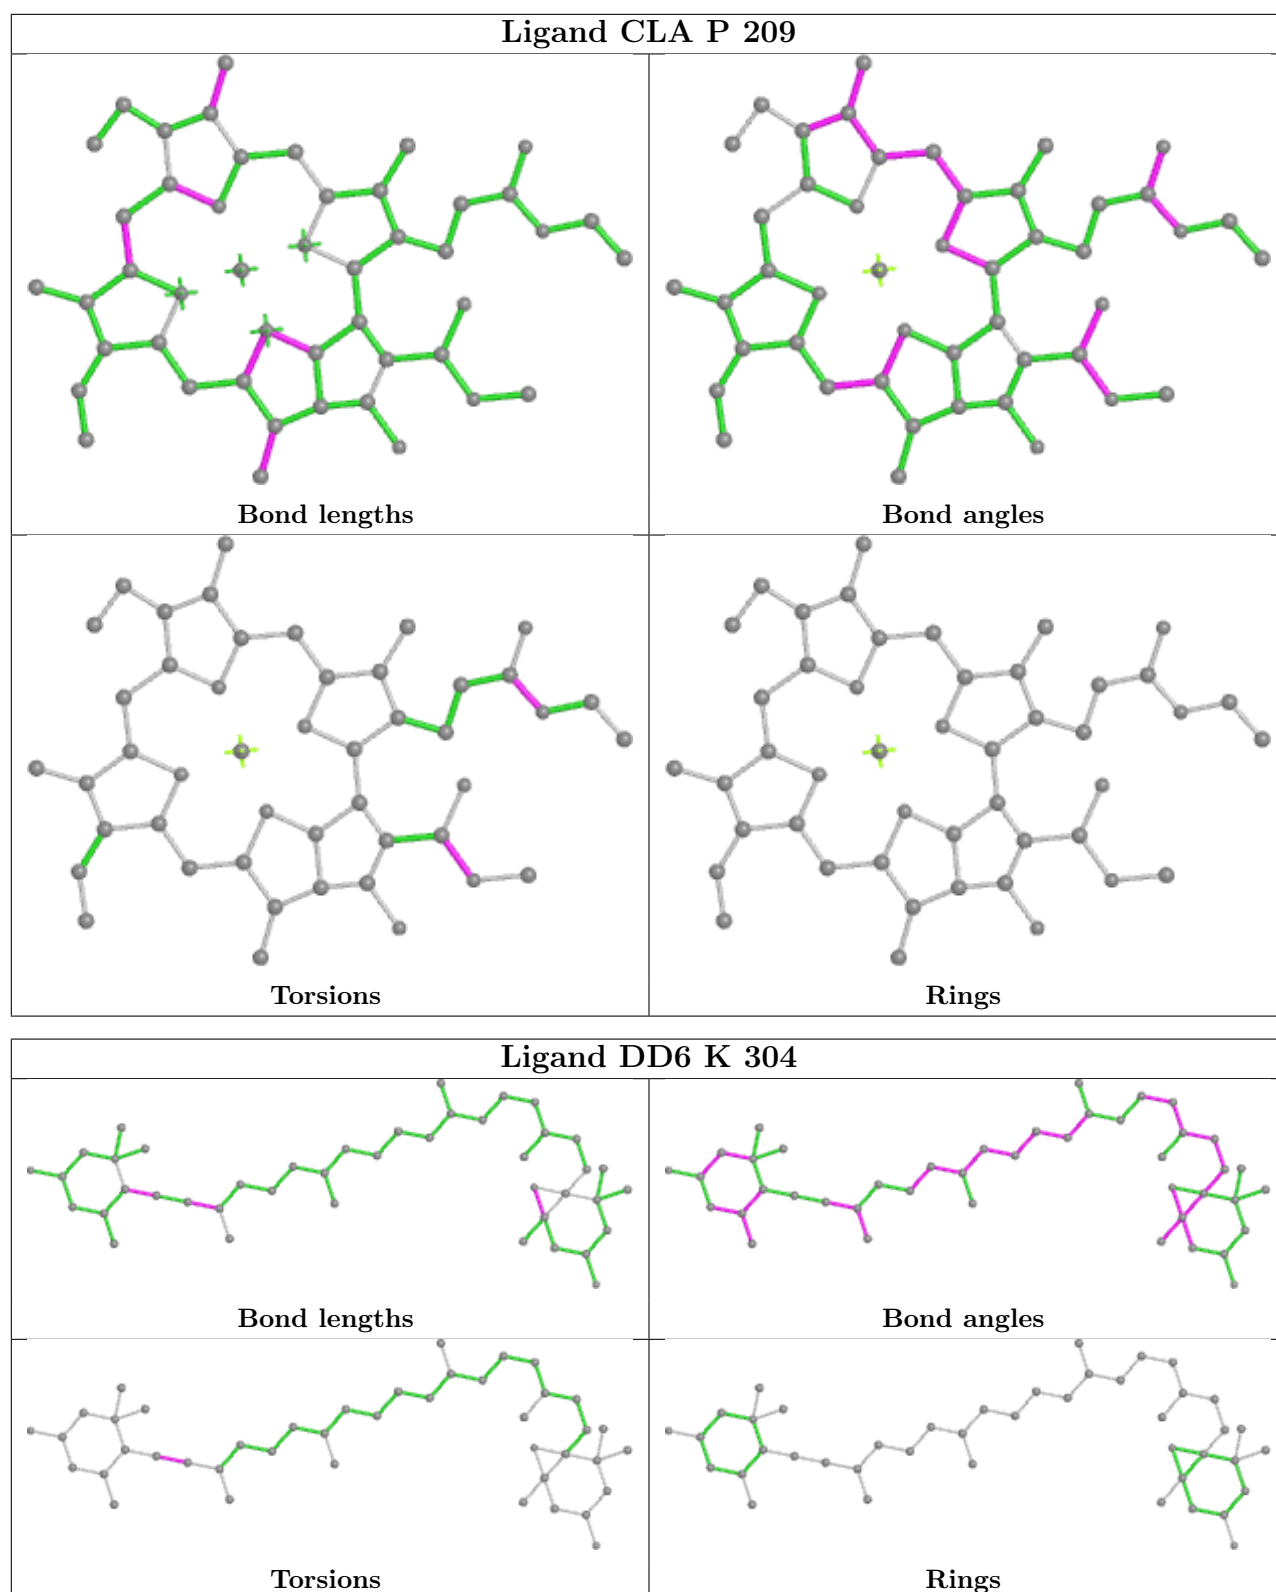 Ligand CLA P 209
Bond lengths
Bond angles
Torsions
Rings
Ligand DD6 K 304
Bond lengths
Bond angles
Torsions
Rings